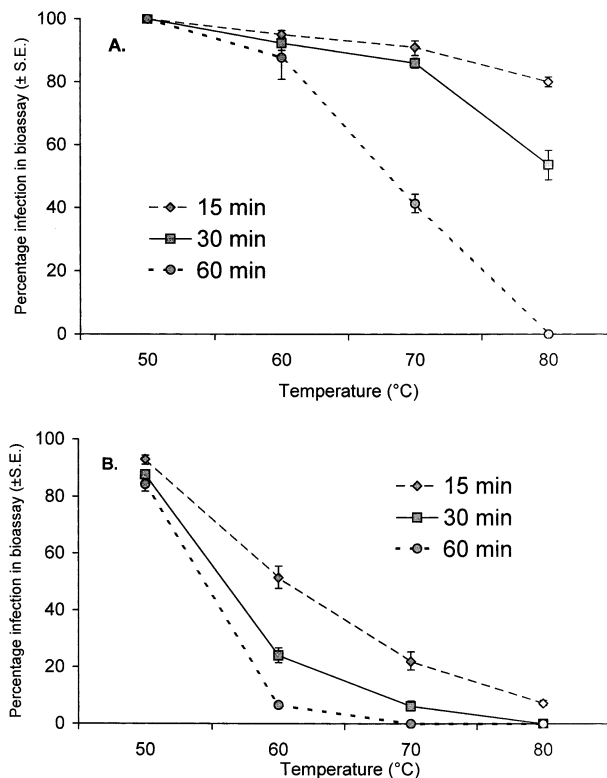 100
80
60
40
20
0
Percentage infection in bioassay (± S.E.)
A.
15 min
30 min
60 min
50 60 70 80
Temperature (°C)
100
80
60
40
20
0
Percentage infection in bioassay (±S.E.)
B.
15 min
30 min
60 min
50 60 70 80
Temperature (°C)